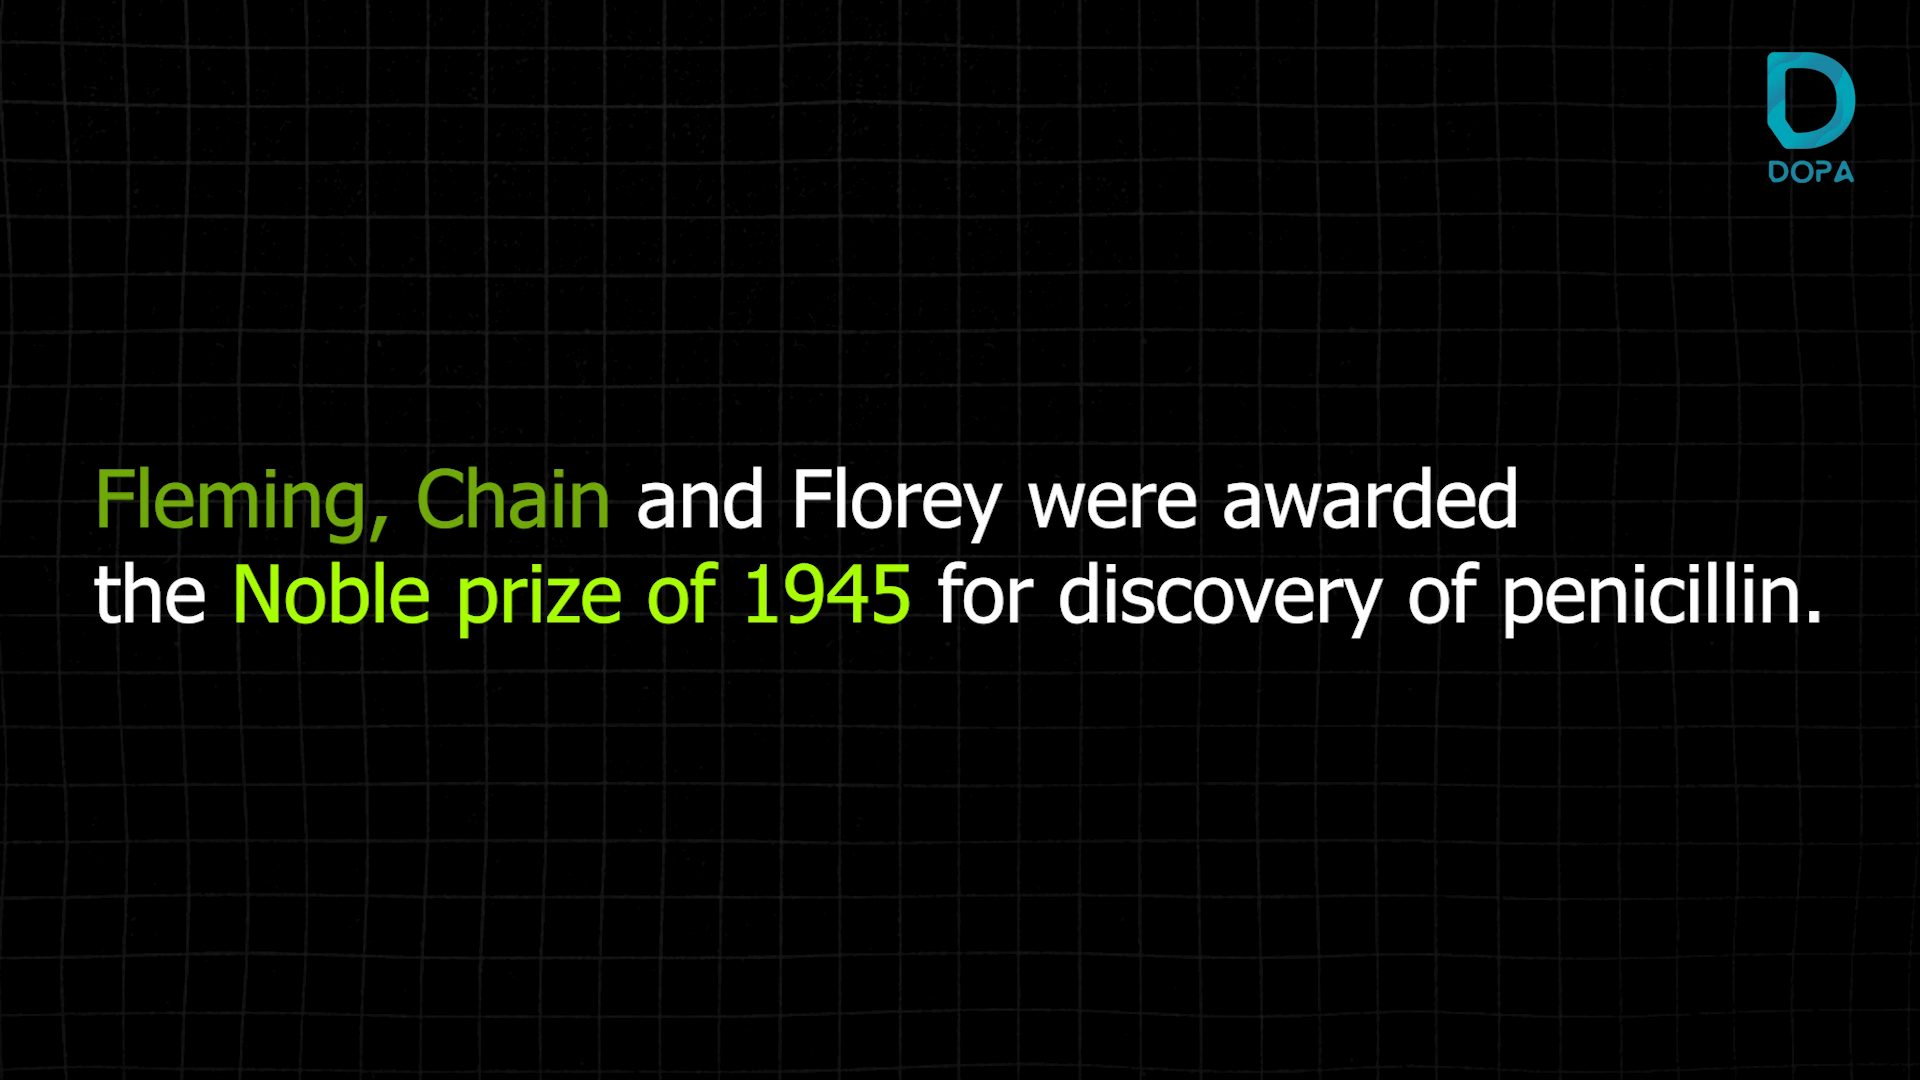 DOPA
Fleming, Chain and Florey were awarded
the Noble prize of 1945 for discovery of penicillin.